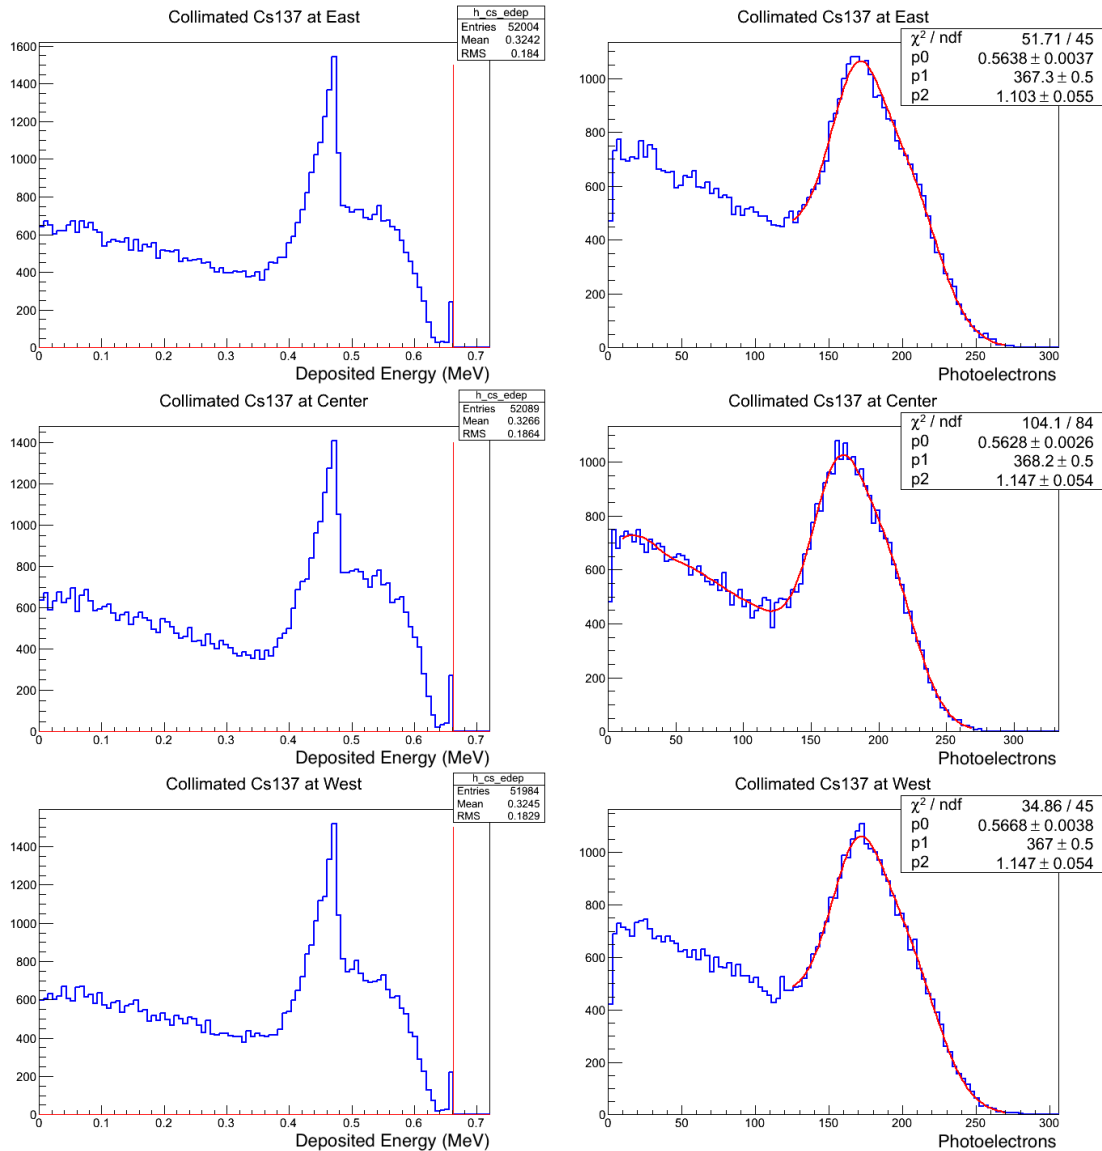 Collimated Cs137 at East
h_cs_edep
Entries 52004
Mean 0.3242
RMS 0.184
1600
1400
1200
1000
800
600
400
200
0
0 0.1 0.2 0.3 0.4 0.5 0.6 0.7
Deposited Energy (MeV)
Collimated Cs137 at East
χ² / ndf 51.71 / 45
p0 0.5638 ± 0.0037
p1 367.3 ± 0.5
p2 1.103 ± 0.055
1000
800
600
400
200
0
0 50 100 150 200 250 300
Photoelectrons
Collimated Cs137 at Center
h_cs_edep
Entries 52089
Mean 0.3266
RMS 0.1864
1400
1200
1000
800
600
400
200
0
0 0.1 0.2 0.3 0.4 0.5 0.6 0.7
Deposited Energy (MeV)
Collimated Cs137 at Center
χ² / ndf 104.1 / 84
p0 0.5628 ± 0.0026
p1 368.2 ± 0.5
p2 1.147 ± 0.054
1000
800
600
400
200
0
0 50 100 150 200 250 300
Photoelectrons
Collimated Cs137 at West
h_cs_edep
Entries 51984
Mean 0.3245
RMS 0.1829
1400
1200
1000
800
600
400
200
0
0 0.1 0.2 0.3 0.4 0.5 0.6 0.7
Deposited Energy (MeV)
Collimated Cs137 at West
χ² / ndf 34.86 / 45
p0 0.5668 ± 0.0038
p1 367 ± 0.5
p2 1.147 ± 0.054
1000
800
600
400
200
0
0 50 100 150 200 250 300
Photoelectrons